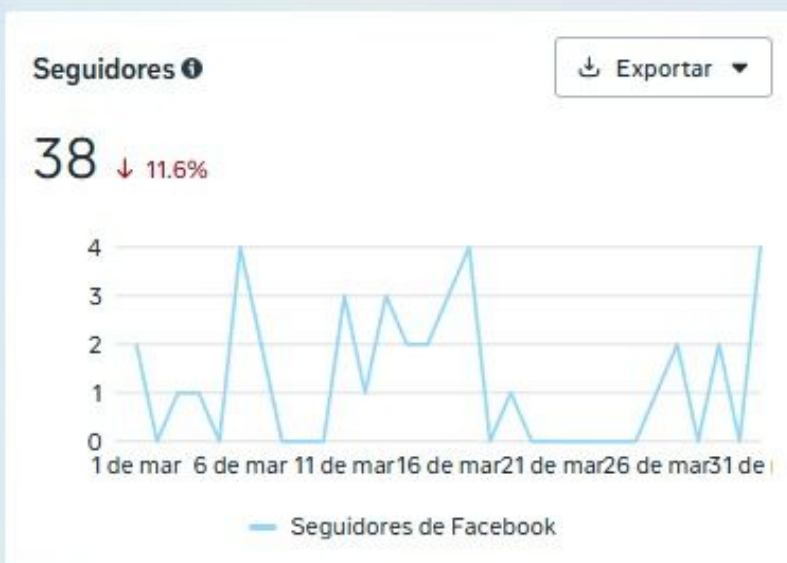 Seguidores
Exportar
38 ↓ 11.6%
4
3
2
1
0
1 de mar 6 de mar 11 de mar 16 de mar 21 de mar 26 de mar 31 de
Seguidores de Facebook